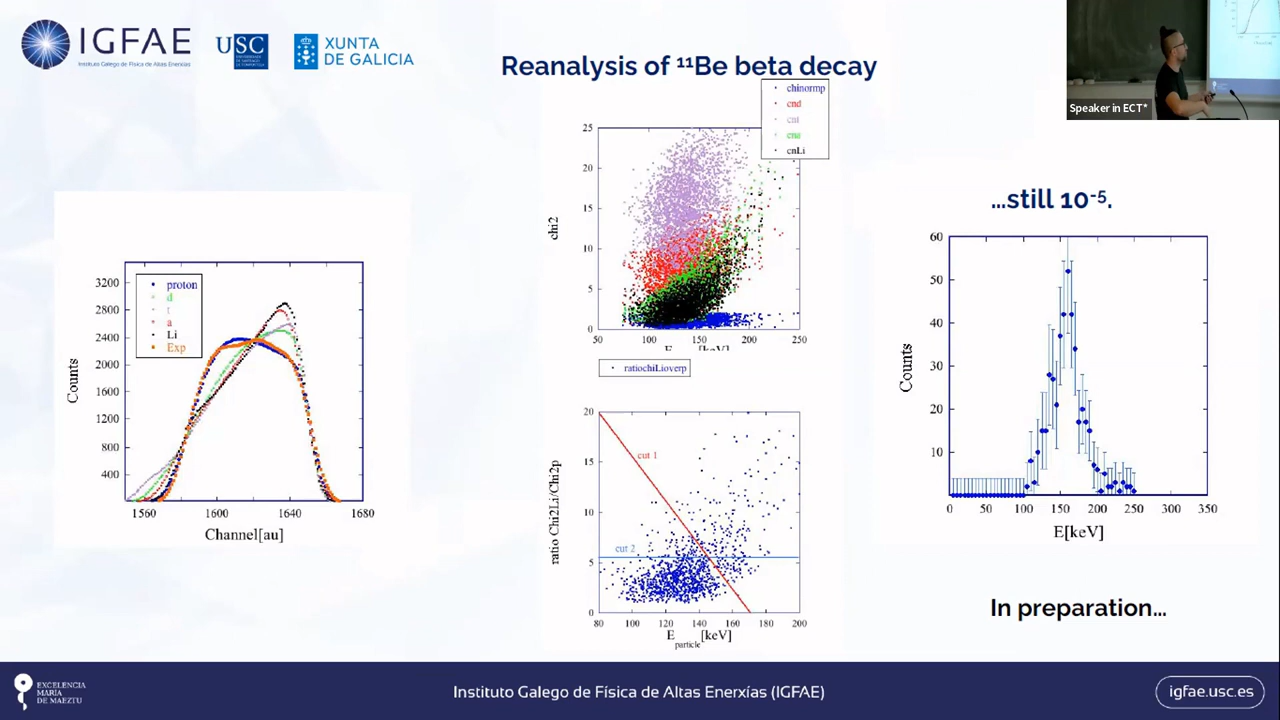 IGFAE
Instituto Galego de Física de Altas Enerxías
USC
XUNTA
DE GALICIA
Reanalysis of ¹¹Be beta decay
Speaker in ECT*
proton
d
t
a
Li
Exp
3200
2800
2400
2000
1600
1200
800
400
1560
1600
1640
1680
Counts
Channel[au]
chinormp
cnd
cnt
cna
cnLi
25
20
15
10
5
0
50
100
150
200
250
chi2
E [keV]
ratiochiLioverp
20
15
10
5
0
cut 1
cut 2
80
100
120
140
160
180
200
ratio Chi2Li/Chi2p
E particle [keV]
...still 10⁻⁵.
60
50
40
30
20
10
0
50
100
150
200
250
300
350
Counts
E[keV]
In preparation...
EXCELENCIA
MARÍA
DE MAEZTU
Instituto Galego de Física de Altas Enerxías (IGFAE)
igfae.usc.es